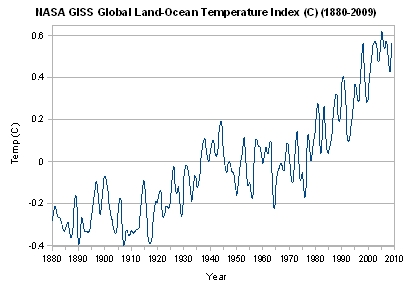 NASA GISS Global Land-Ocean Temperature Index (C) (1880-2009)
0.6
0.4
0.2
0
-0.2
-0.4
Temp (C)
1880 1890 1900 1910 1920 1930 1940 1950 1960 1970 1980 1990 2000 2010
Year